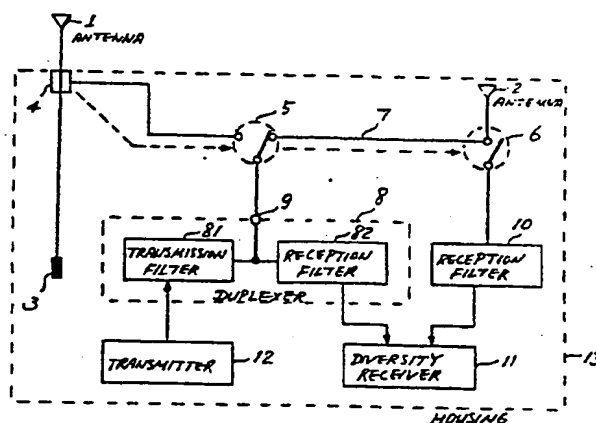 1
ANTENNA
4
5
7
2
ANTENNA
6
9
8
81
82
10
TRANSMISSION
FILTER
RECEPTION
FILTER
RECEPTION
FILTER
3
DUPLEXER
TRANSMITTER
12
DIVERSITY
RECEIVER
11
13
HOUSING